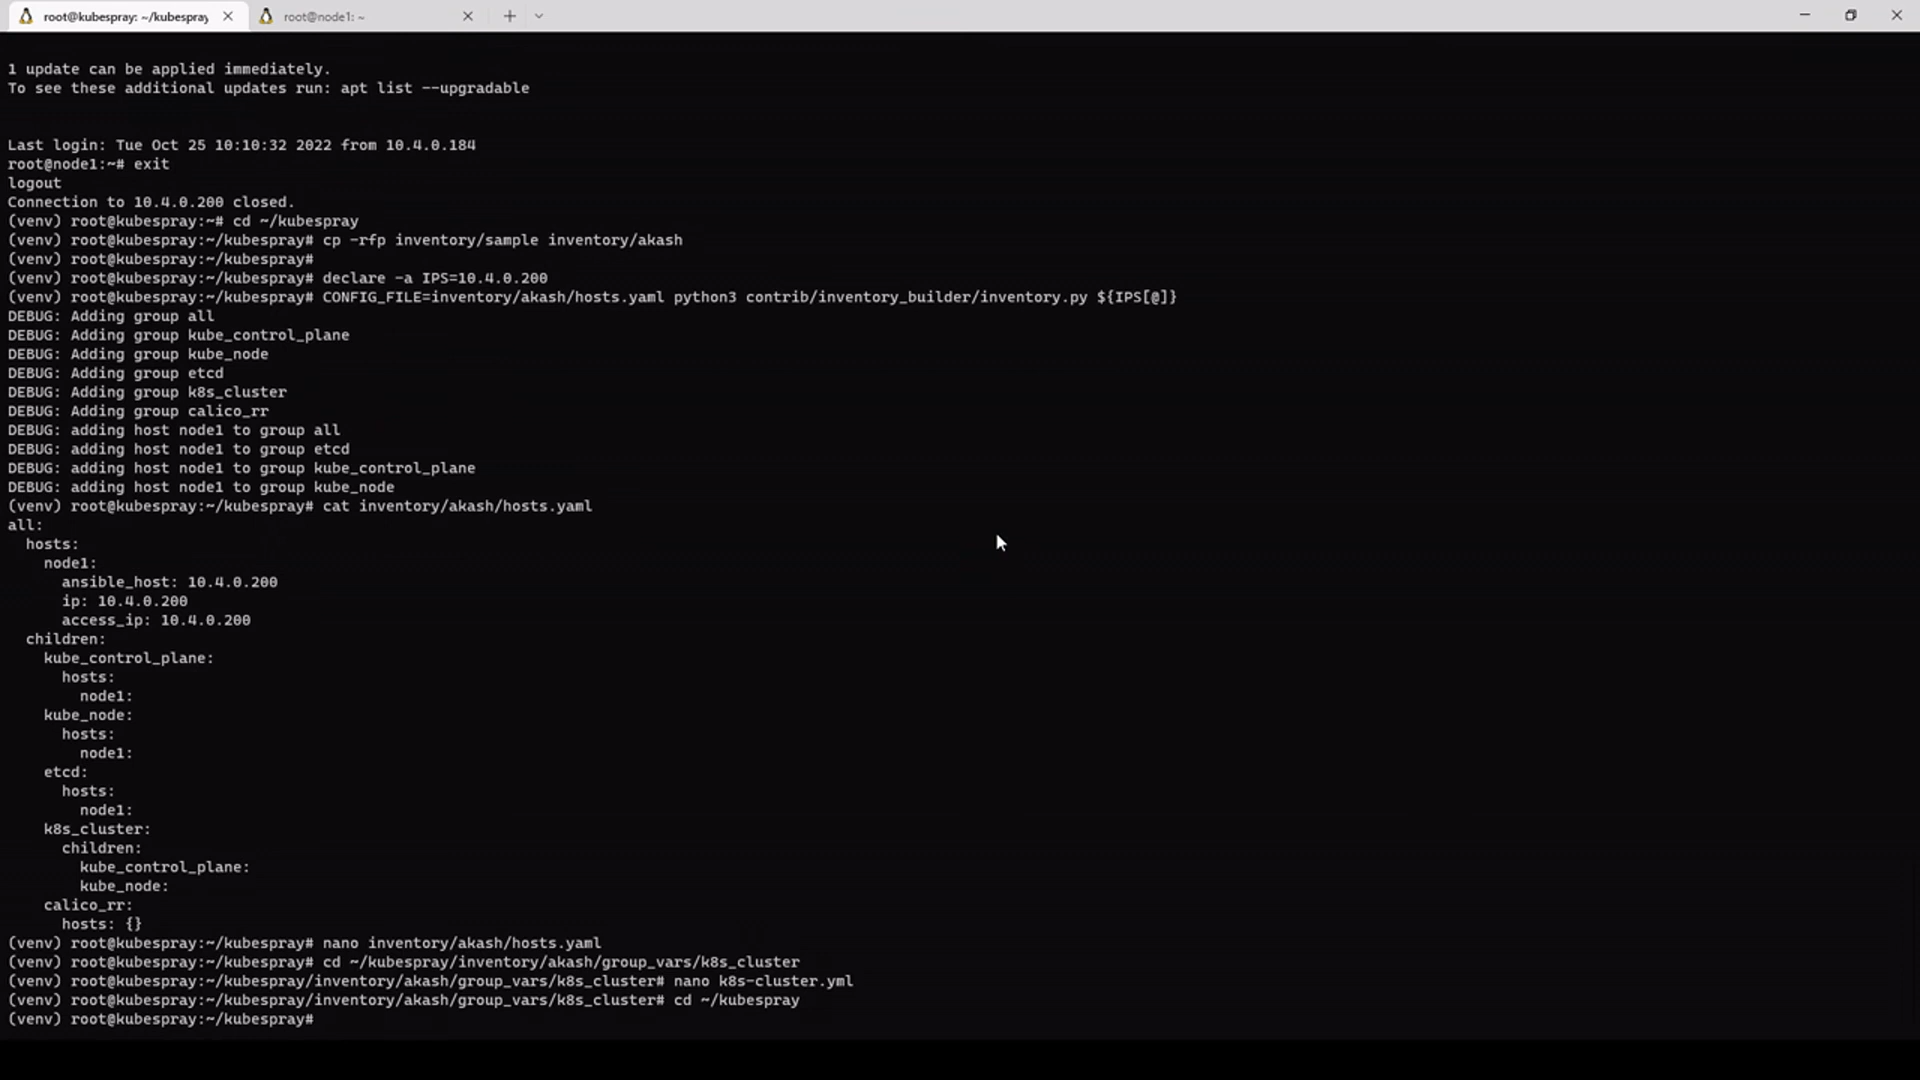 root@kubespray: ~/kubespray
root@node1: ~
1 update can be applied immediately.
To see these additional updates run: apt list --upgradable
Last login: Tue Oct 25 10:10:32 2022 from 10.4.0.184
root@node1:~# exit
logout
Connection to 10.4.0.200 closed.
(venv) root@kubespray:~# cd ~/kubespray
(venv) root@kubespray:~/kubespray# cp -rfp inventory/sample inventory/akash
(venv) root@kubespray:~/kubespray#
(venv) root@kubespray:~/kubespray# declare -a IPS=10.4.0.200
(venv) root@kubespray:~/kubespray# CONFIG_FILE=inventory/akash/hosts.yaml python3 contrib/inventory_builder/inventory.py ${IPS[@]}
DEBUG: Adding group all
DEBUG: Adding group kube_control_plane
DEBUG: Adding group kube_node
DEBUG: Adding group etcd
DEBUG: Adding group k8s_cluster
DEBUG: Adding group calico_rr
DEBUG: adding host node1 to group all
DEBUG: adding host node1 to group etcd
DEBUG: adding host node1 to group kube_control_plane
DEBUG: adding host node1 to group kube_node
(venv) root@kubespray:~/kubespray# cat inventory/akash/hosts.yaml
all:
  hosts:
    node1:
      ansible_host: 10.4.0.200
      ip: 10.4.0.200
      access_ip: 10.4.0.200
  children:
    kube_control_plane:
      hosts:
        node1:
    kube_node:
      hosts:
        node1:
    etcd:
      hosts:
        node1:
    k8s_cluster:
      children:
        kube_control_plane:
        kube_node:
    calico_rr:
      hosts: {}
(venv) root@kubespray:~/kubespray# nano inventory/akash/hosts.yaml
(venv) root@kubespray:~/kubespray# cd ~/kubespray/inventory/akash/group_vars/k8s_cluster
(venv) root@kubespray:~/kubespray/inventory/akash/group_vars/k8s_cluster# nano k8s-cluster.yml
(venv) root@kubespray:~/kubespray/inventory/akash/group_vars/k8s_cluster# cd ~/kubespray
(venv) root@kubespray:~/kubespray#